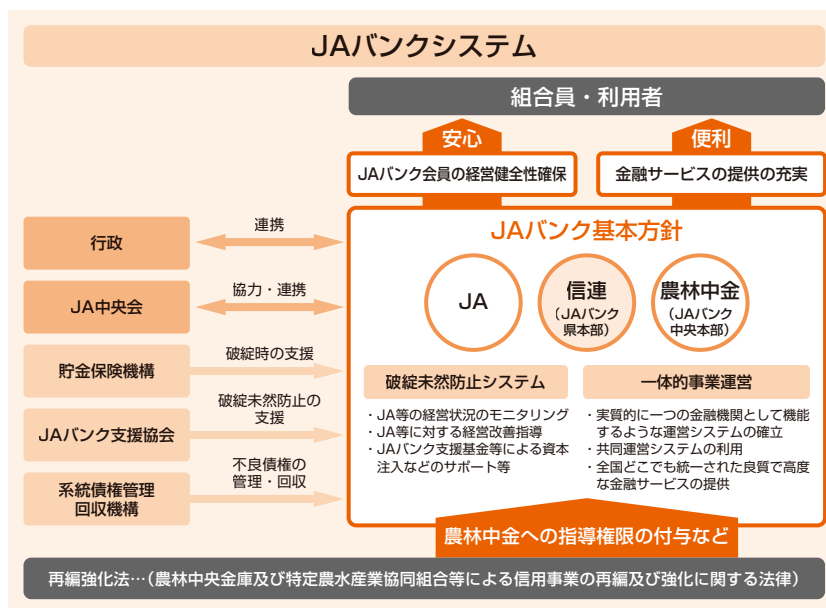 JAバンクシステム
組合員・利用者
安心
便利
JAバンク会員の経営健全性確保
金融サービスの提供の充実
行政
連携
JA中央会
協力・連携
貯金保険機構
破綻時の支援
JAバンク支援協会
破綻未然防止の
支援
系統債権管理
回収機構
不良債権の
管理・回収
JAバンク基本方針
JA
信連
（JAバンク
県本部）
農林中金
（JAバンク
中央本部）
破綻未然防止システム
・JA等の経営状況のモニタリング
・JA等に対する経営改善指導
・JAバンク支援基金等による資本
注入などのサポート等
一体的事業運営
・実質的に一つの金融機関として機能
するような運営システムの確立
・共同運営システムの利用
・全国どこでも統一された良質で高度
な金融サービスの提供
農林中金への指導権限の付与など
再編強化法…（農林中央金庫及び特定農水産業協同組合等による信用事業の再編及び強化に関する法律）